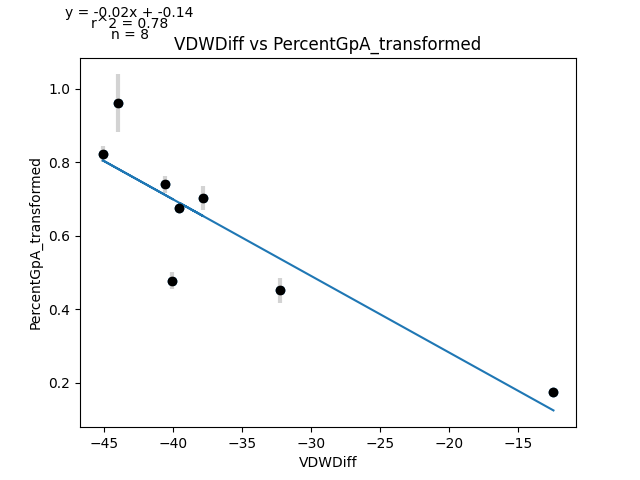 y = -0.02x + -0.14
r^2 = 0.78
n = 8
VDWDiff vs PercentGpA_transformed
PercentGpA_transformed
1.0
0.8
0.6
0.4
0.2
−45
−40
−35
−30
−25
−20
−15
VDWDiff